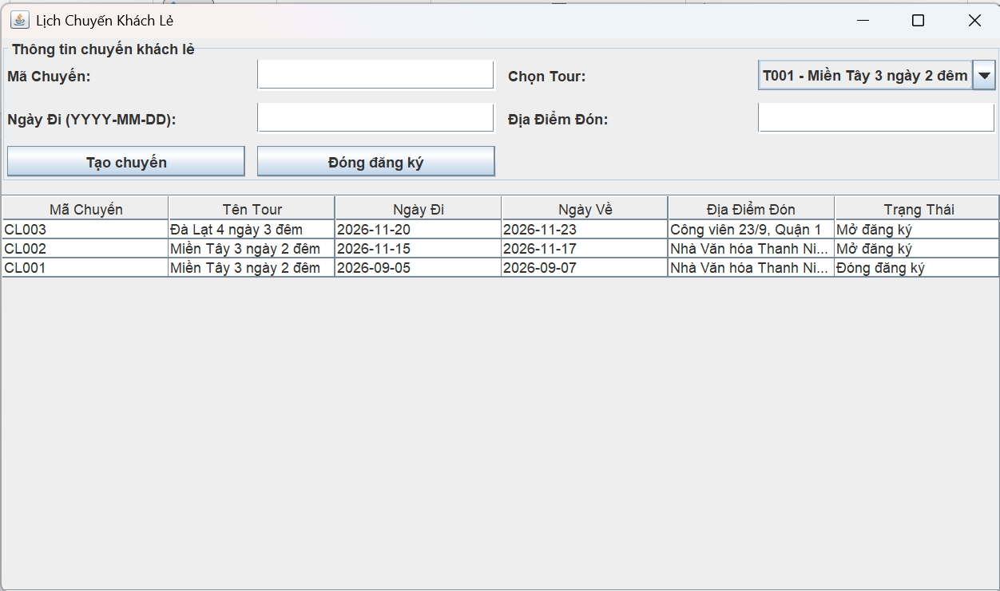 Lịch Chuyến Khách Lẻ
Thông tin chuyến khách lẻ
Mã Chuyến: Chọn Tour: T001 - Miền Tây 3 ngày 2 đêm
Ngày Đi (YYYY-MM-DD): Địa Điểm Đón:
Tạo chuyến Đóng đăng ký
Mã Chuyến Tên Tour Ngày Đi Ngày Về Địa Điểm Đón Trạng Thái
CL003 Đà Lạt 4 ngày 3 đêm 2026-11-20 2026-11-23 Công viên 23/9, Quận 1 Mở đăng ký
CL002 Miền Tây 3 ngày 2 đêm 2026-11-15 2026-11-17 Nhà Văn hóa Thanh Ni... Mở đăng ký
CL001 Miền Tây 3 ngày 2 đêm 2026-09-05 2026-09-07 Nhà Văn hóa Thanh Ni... Đóng đăng ký